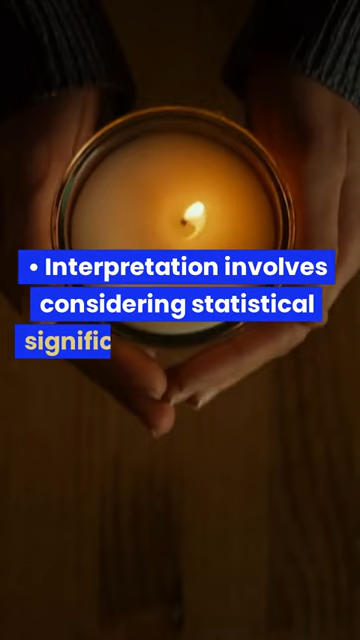 • Interpretation involves
considering statistical
signific